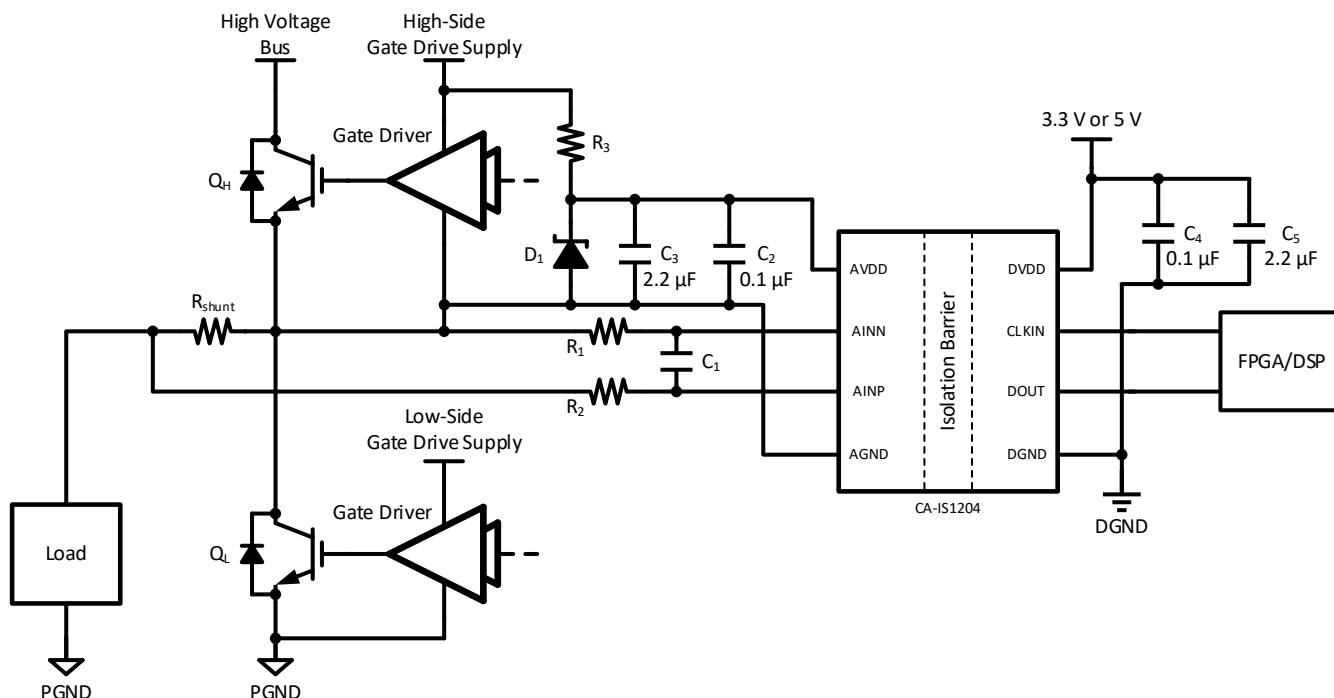 High Voltage
Bus
High-Side
Gate Drive Supply
Gate Driver
R3
3.3 V or 5 V
QH
D1
C3
2.2 µF
C2
0.1 µF
C4
0.1 µF
C5
2.2 µF
AVDD
DVDD
Rshunt
R1
C1
AINN
CLKIN
Isolation Barrier
FPGA/DSP
R2
AINP
DOUT
Low-Side
Gate Drive Supply
AGND
DGND
CA-IS1204
DGND
Gate Driver
QL
Load
PGND
PGND